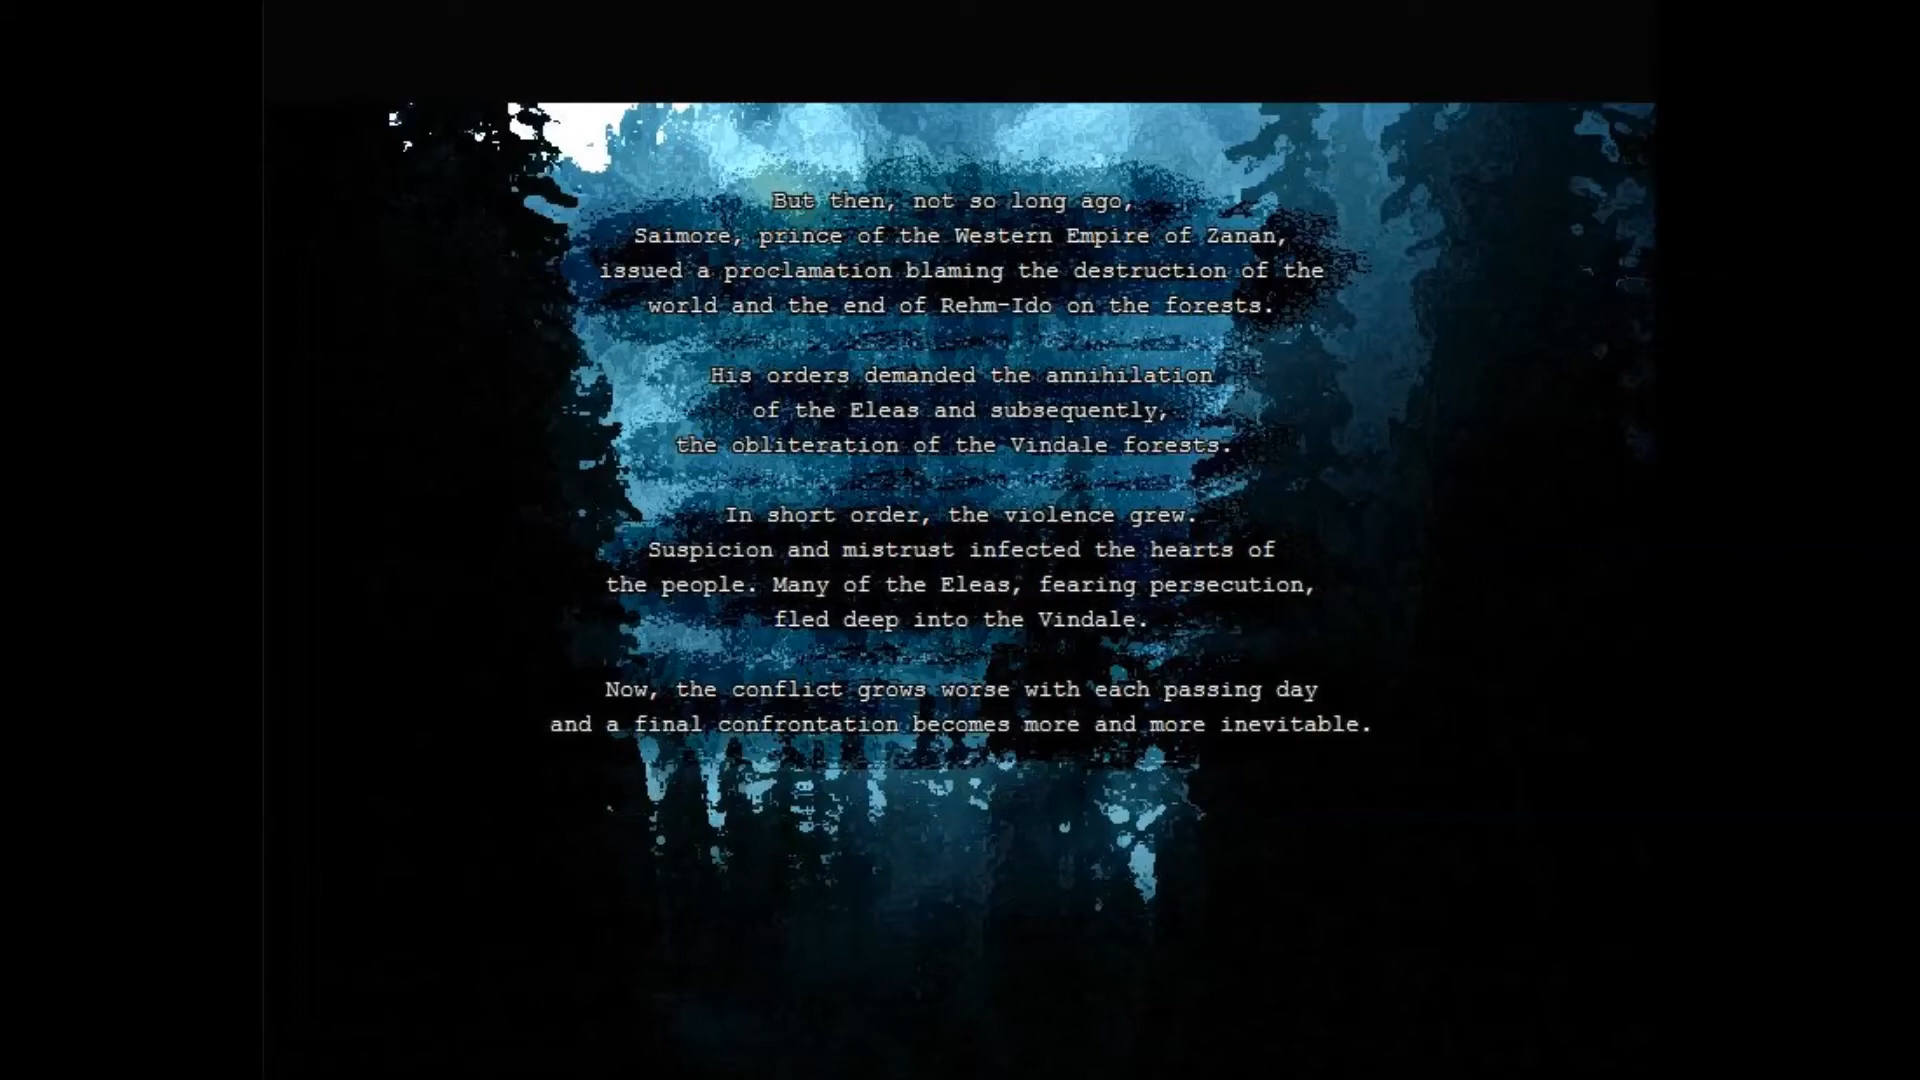 But then, not so long ago,
Saimore, prince of the Western Empire of Zanan,
issued a proclamation blaming the destruction of the
world and the end of Rehm-Ido on the forests.
His orders demanded the annihilation
of the Eleas and subsequently,
the obliteration of the Vindale forests.
In short order, the violence grew.
Suspicion and mistrust infected the hearts of
the people. Many of the Eleas, fearing persecution,
fled deep into the Vindale.
Now, the conflict grows worse with each passing day
and a final confrontation becomes more and more inevitable.